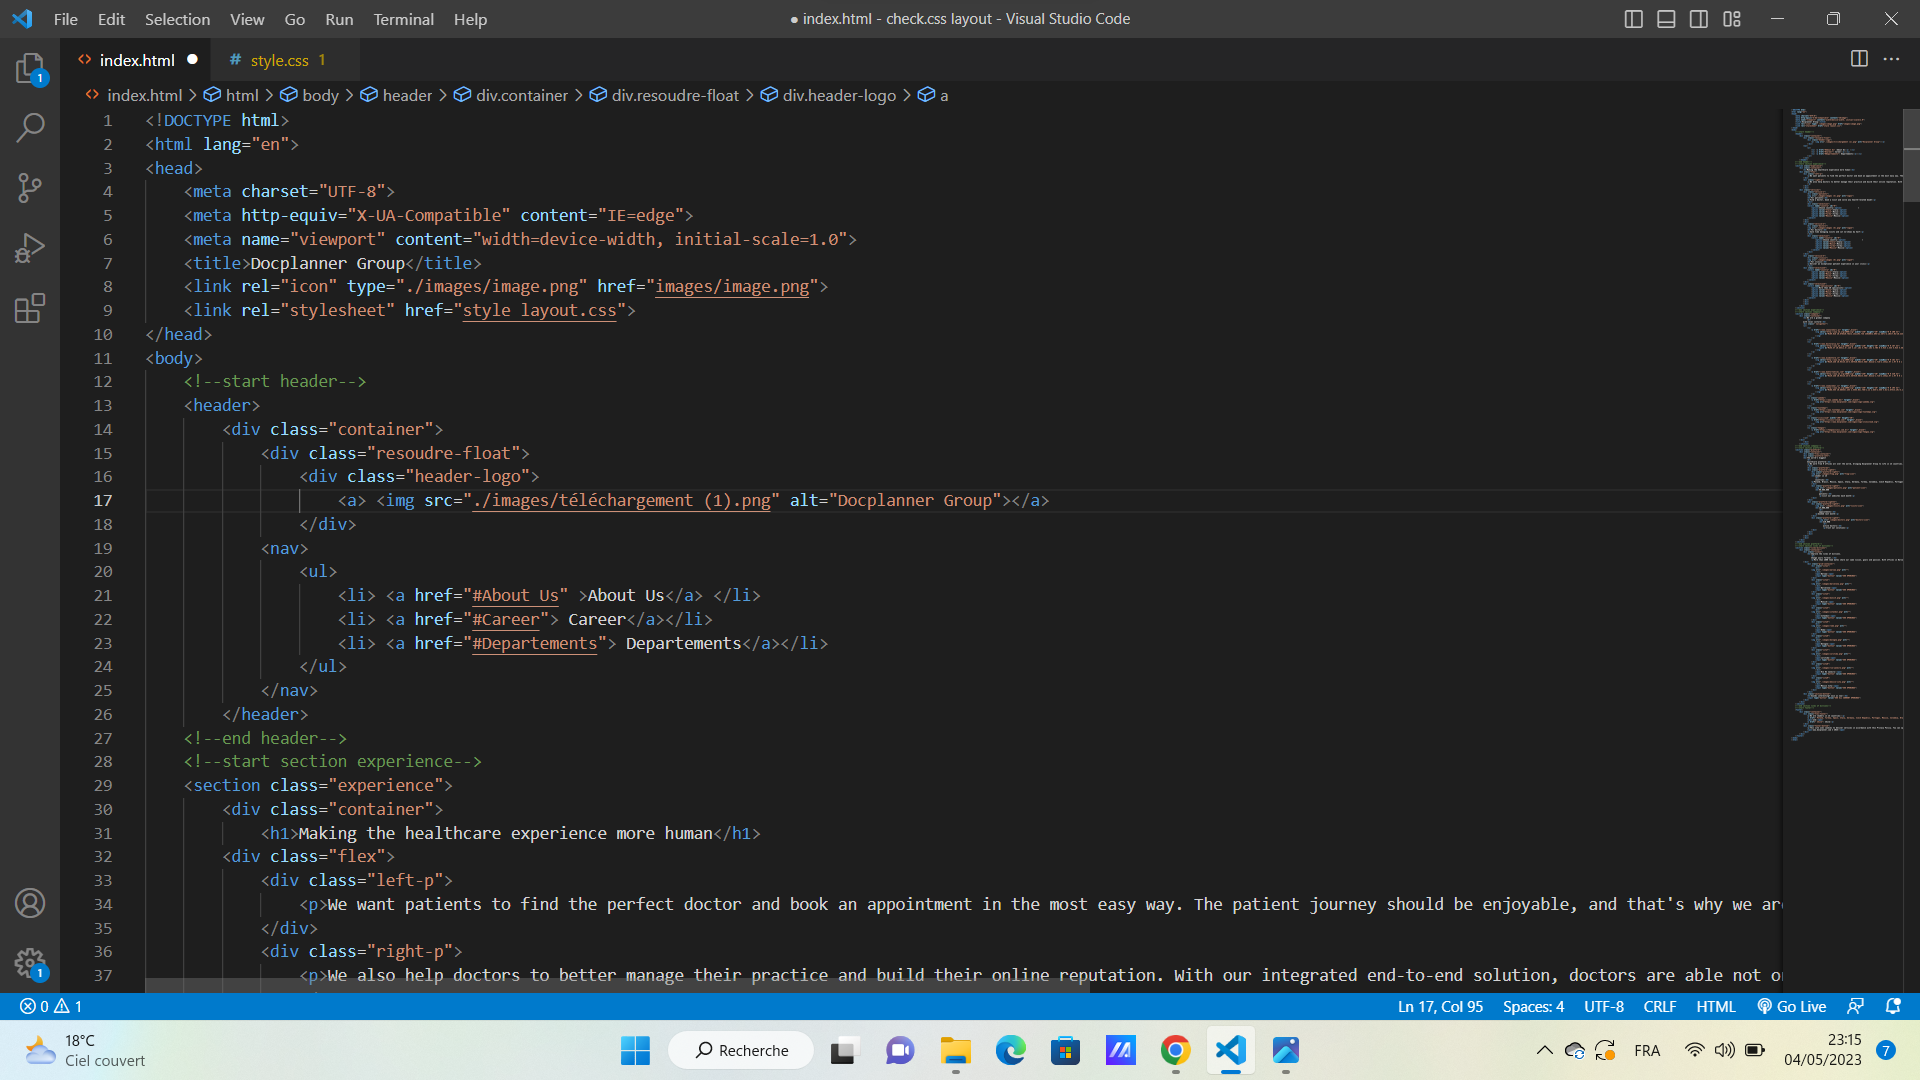 File Edit Selection View Go Run Terminal Help
● index.html - check.css layout - Visual Studio Code
index.html ●
# style.css 1
index.html > html > body > header > div.container > div.resoudre-float > div.header-logo > a
1 <!DOCTYPE html>
2 <html lang="en">
3 <head>
4 <meta charset="UTF-8">
5 <meta http-equiv="X-UA-Compatible" content="IE=edge">
6 <meta name="viewport" content="width=device-width, initial-scale=1.0">
7 <title>Docplanner Group</title>
8 <link rel="icon" type="./images/image.png" href="images/image.png">
9 <link rel="stylesheet" href="style layout.css">
10 </head>
11 <body>
12 <!--start header-->
13 <header>
14 <div class="container">
15 <div class="resoudre-float">
16 <div class="header-logo">
17 <a> <img src="./images/téléchargement (1).png" alt="Docplanner Group"></a>
18 </div>
19 <nav>
20 <ul>
21 <li> <a href="#About Us" >About Us</a> </li>
22 <li> <a href="#Career"> Career</a></li>
23 <li> <a href="#Departements"> Departements</a></li>
24 </ul>
25 </nav>
26 </header>
27 <!--end header-->
28 <!--start section experience-->
29 <section class="experience">
30 <div class="container">
31 <h1>Making the healthcare experience more human</h1>
32 <div class="flex">
33 <div class="left-p">
34 <p>We want patients to find the perfect doctor and book an appointment in the most easy way. The patient journey should be enjoyable, and that's why we are
35 </div>
36 <div class="right-p">
37 <p>We also help doctors to better manage their practice and build their online reputation. With our integrated end-to-end solution, doctors are able not
1
1
0 1
Ln 17, Col 95 Spaces: 4 UTF-8 CRLF HTML Go Live
18°C
Ciel couvert
Recherche
FRA
23:15
04/05/2023
7